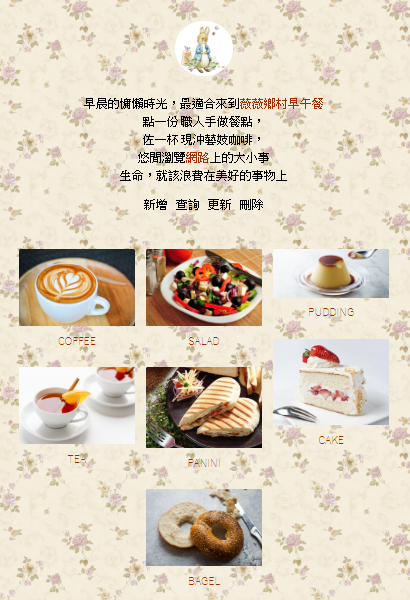 早晨的慵懶時光，最適合來到薇薇鄉村早午餐
點一份 職人手做餐點，
佐一杯 現沖藝妓咖啡，
悠閒瀏覽網路上的大小事
生命，就該浪費在美好的事物上
新增 查詢 更新 刪除
COFFEE
SALAD
PUDDING
TEA
PANINI
CAKE
BAGEL